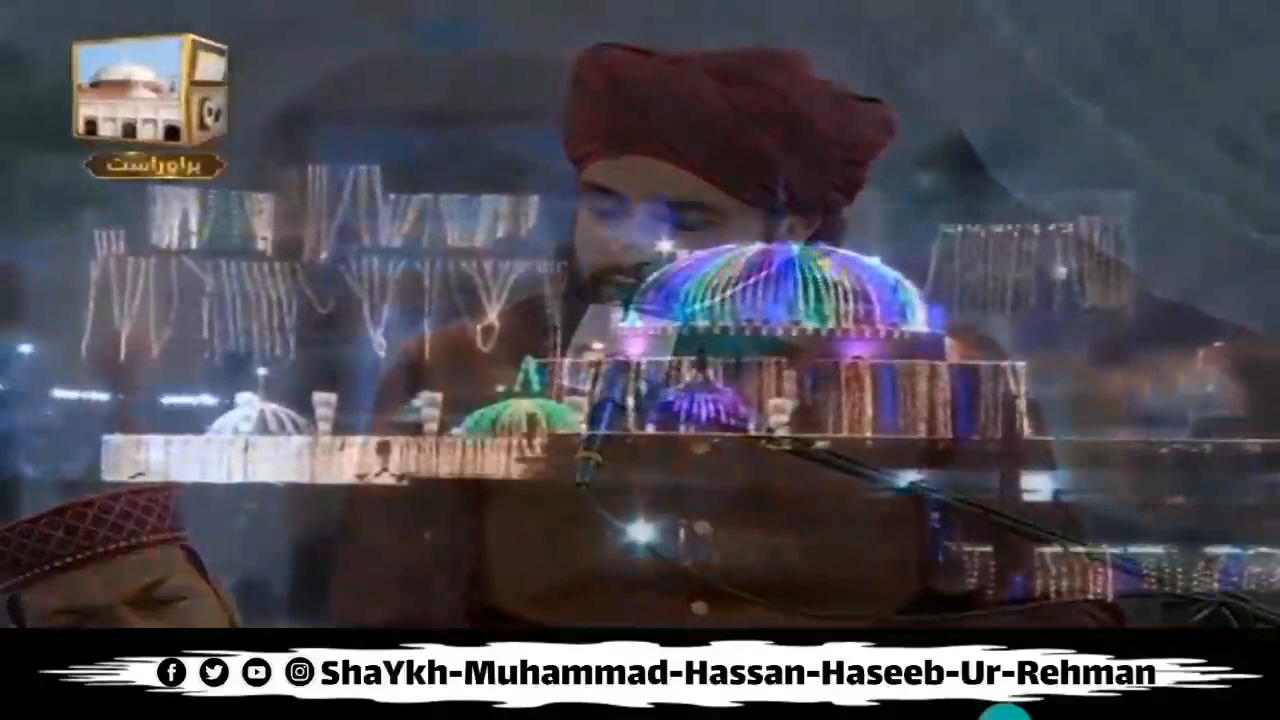 براہ راست
ShaYkh-Muhammad-Hassan-Haseeb-Ur-Rehman